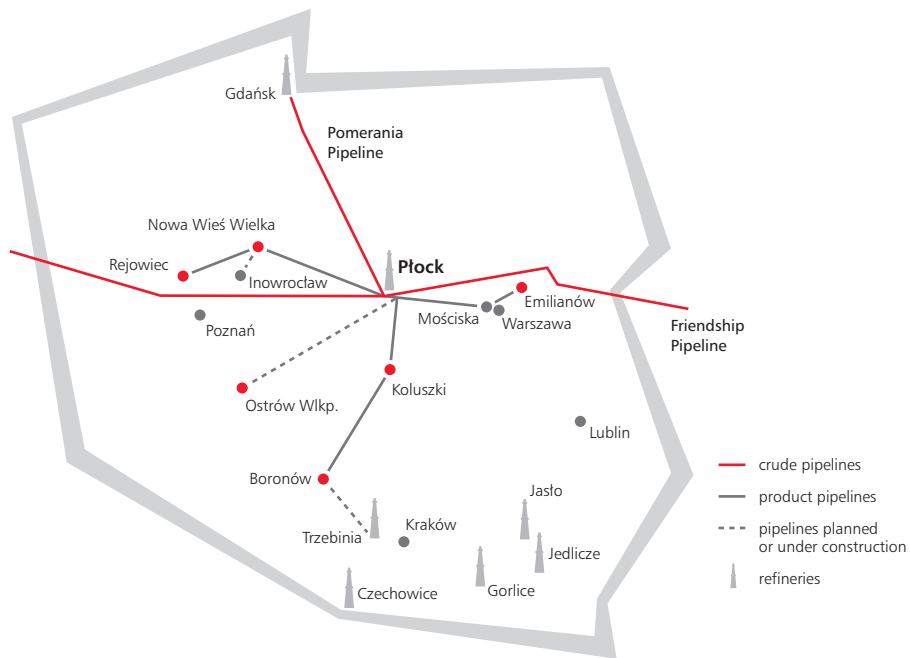 Gdańsk
Pomerania
Pipeline
Nowa Wieś Wielka
Rejowiec
Inowrocław
Płock
Poznań
Mościska
Emilianów
Warszawa
Friendship
Pipeline
Ostrów Wlkp.
Koluszki
Lublin
Boronów
Trzebinia
Kraków
Jasło
Jedlicze
Czechowice
Gorlice
crude pipelines
product pipelines
pipelines planned
or under construction
refineries